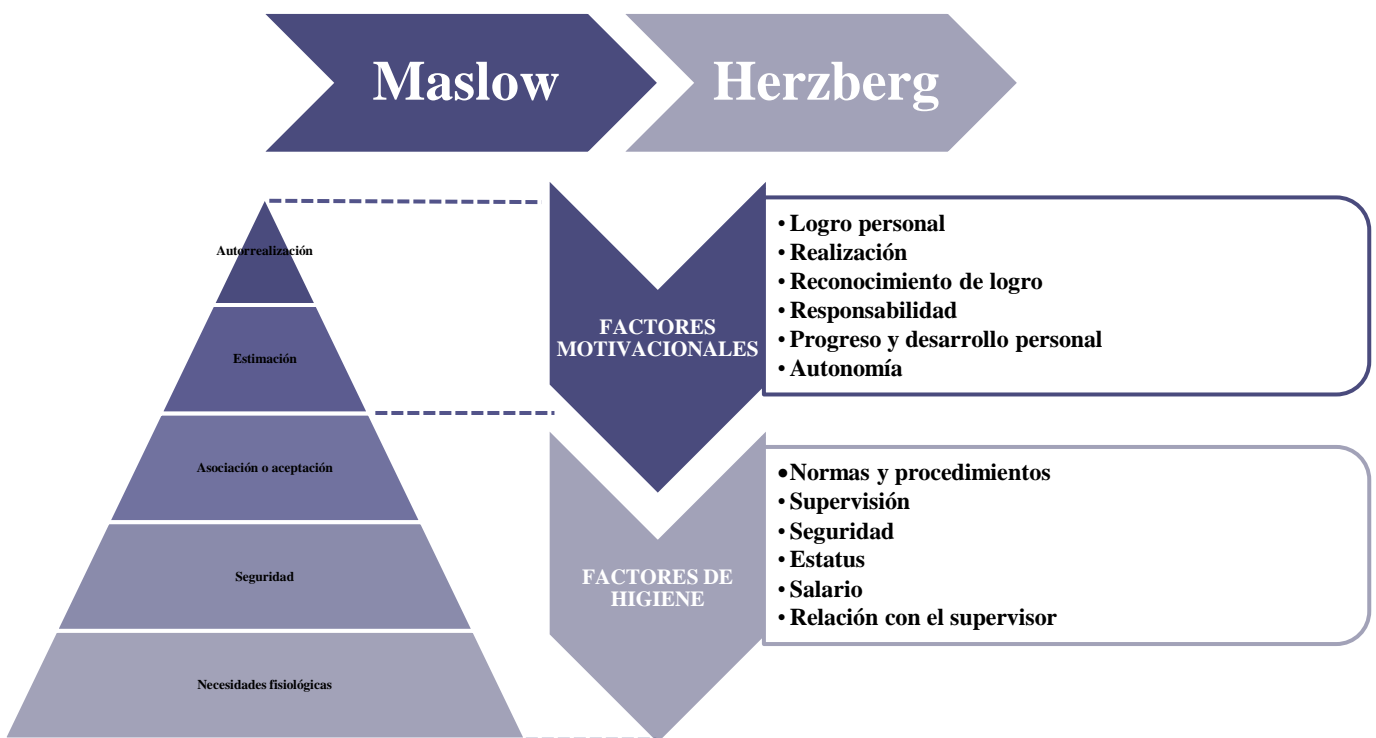 Maslow
Herzberg
Autorrealización
Estimación
Asociación o aceptación
Seguridad
Necesidades fisiológicas
FACTORES
MOTIVACIONALES
• Logro personal
• Realización
• Reconocimiento de logro
• Responsabilidad
• Progreso y desarrollo personal
• Autonomía
FACTORES DE
HIGIENE
• Normas y procedimientos
• Supervisión
• Seguridad
• Estatus
• Salario
• Relación con el supervisor